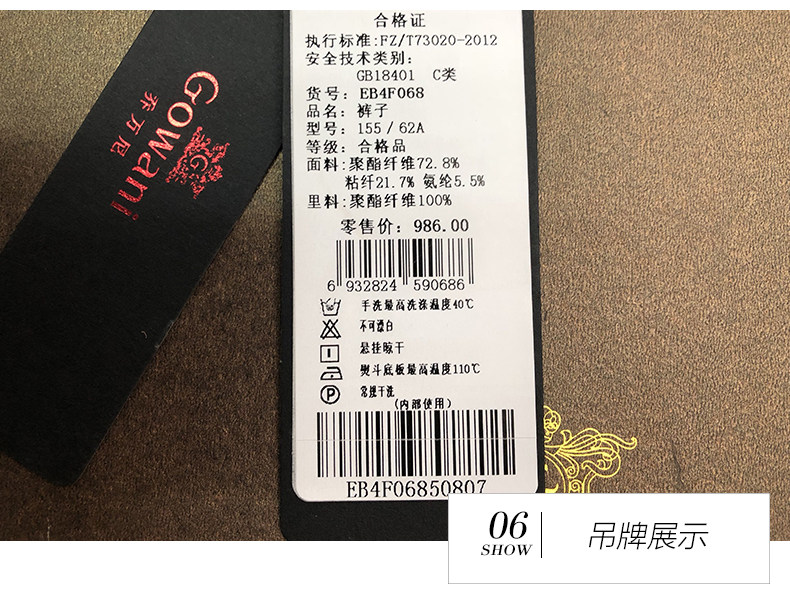 Gowani
乔万尼
G
合格证
执行标准:FZ/T73020-2012
安全技术类别:
GB18401 C类
货号: EB4F068
品名: 裤子
型号: 155/62A
等级: 合格品
面料:聚酯纤维72.8%
粘纤21.7% 氨纶5.5%
里料:聚酯纤维100%
零售价: 986.00
6 932824 590686
手洗最高洗涤温度40℃
不可漂白
悬挂晾干
熨斗底板最高温度110℃
P 常规干洗
(内部使用)
EB4F06850807
06
SHOW
吊牌展示